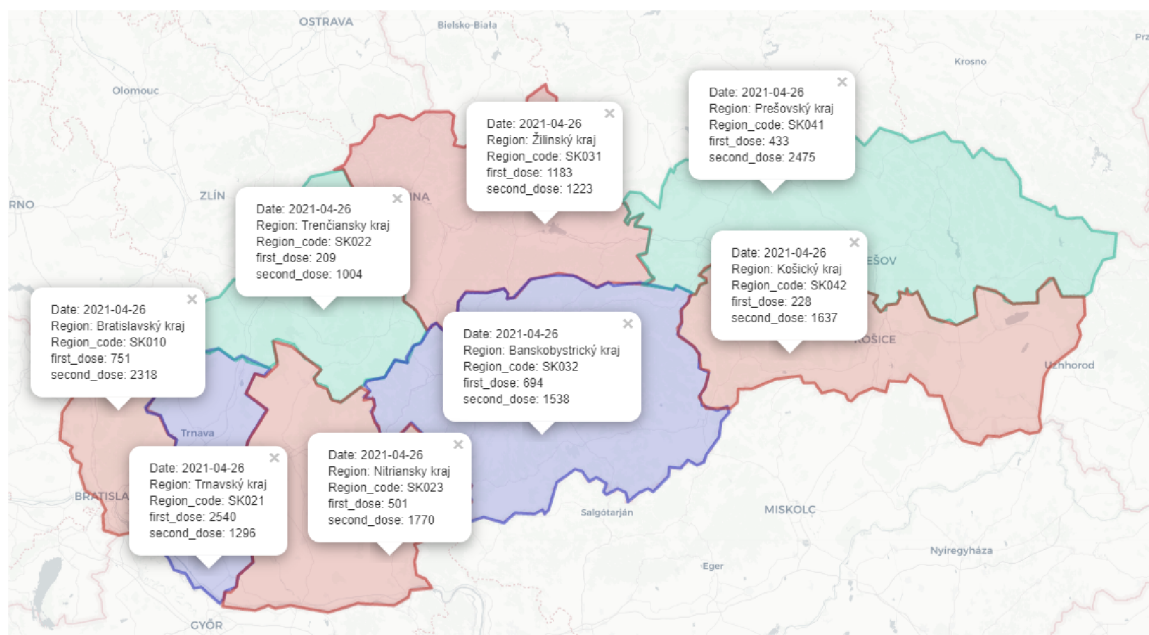 OSTRAVA
Bielsko-Biała
Krosno
Olomouc
ZLÍN
Date: 2021-04-26
Region: Prešovský kraj
Region_code: SK041
first_dose: 433
second_dose: 2475
Date: 2021-04-26
Region: Žilinský kraj
Region_code: SK031
first_dose: 1183
second_dose: 1223
Date: 2021-04-26
Region: Trenčiansky kraj
Region_code: SK022
first_dose: 209
second_dose: 1004
Date: 2021-04-26
Region: Košický kraj
Region_code: SK042
first_dose: 228
second_dose: 1637
KOŠICE
Uzhhorod
Date: 2021-04-26
Region: Bratislavský kraj
Region_code: SK010
first_dose: 751
second_dose: 2318
Date: 2021-04-26
Region: Banskobystrický kraj
Region_code: SK032
first_dose: 694
second_dose: 1538
Trnava
Date: 2021-04-26
Region: Nitriansky kraj
Region_code: SK023
first_dose: 501
second_dose: 1770
Date: 2021-04-26
Region: Trnavský kraj
Region_code: SK021
first_dose: 2540
second_dose: 1296
BRATISLA
Salgótarján
MISKOLC
Nyíregyháza
Eger
GYŐR